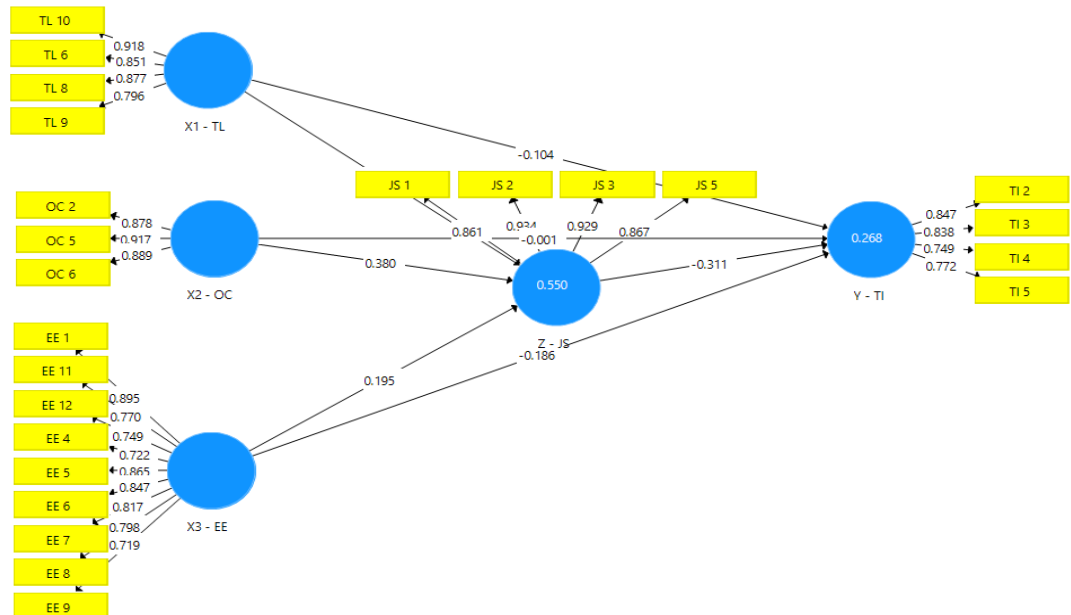 TL 10
TL 6
TL 8
TL 9
0.918
0.851
0.877
0.796
X1 - TL
OC 2
OC 5
OC 6
0.878
0.917
0.889
X2 - OC
EE 1
EE 11
EE 12
EE 4
EE 5
EE 6
EE 7
EE 8
EE 9
0.895
0.770
0.749
0.722
0.865
0.847
0.817
0.798
0.719
X3 - EE
-0.104
JS 1
JS 2
JS 3
JS 5
0.861
0.934
0.929
0.867
-0.001
0.380
0.550
Z - JS
-0.311
-0.186
0.195
0.268
Y - TI
0.847
0.838
0.749
0.772
TI 2
TI 3
TI 4
TI 5